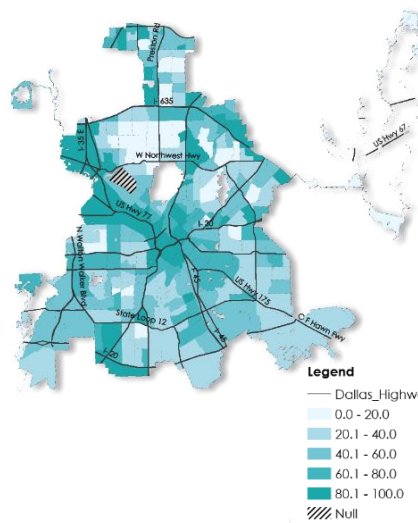 Preston Rd
I- 635
I- 35 E
W Northwest Hwy
US Hwy 67
US Hwy 77
I- 20
N Walton Walker Blvd
I- 45
US Hwy 175
State Loop 12
C F Hawn Fwy
I- 45
I- 20
Legend
Dallas_Highw
0.0 - 20.0
20.1 - 40.0
40.1 - 60.0
60.1 - 80.0
80.1 - 100.0
Null